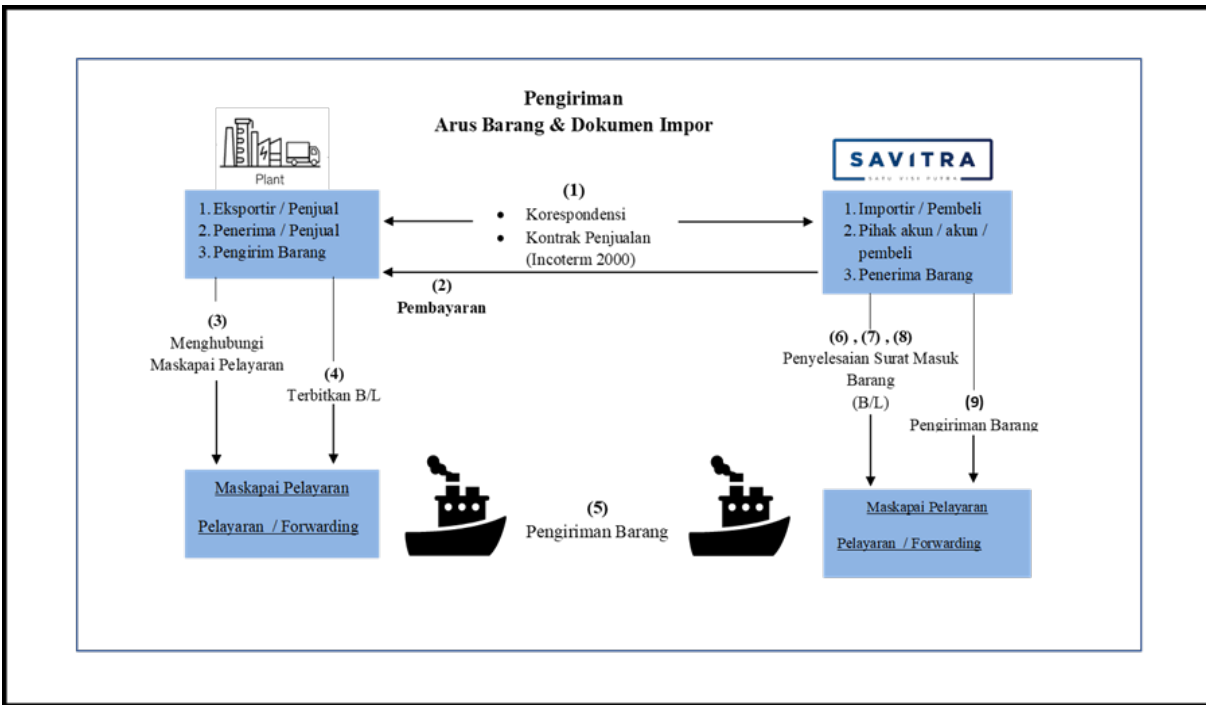 Pengiriman
Arus Barang & Dokumen Impor
Plant
SAVITRA
SATU VISI PUTRA
1. Eksportir / Penjual
2. Penerima / Penjual
3. Pengirim Barang
(1)
• Korespondensi
• Kontrak Penjualan
(Incoterm 2000)
1. Importir / Pembeli
2. Pihak akun / akun /
pembeli
3. Penerima Barang
(2)
Pembayaran
(3)
Menghubungi
Maskapai Pelayaran
(4)
Terbitkan B/L
(6) , (7) , (8)
Penyelesaian Surat Masuk
Barang
(B/L)
(9)
Pengiriman Barang
Maskapai Pelayaran
Pelayaran / Forwarding
(5)
Pengiriman Barang
Maskapai Pelayaran
Pelayaran / Forwarding